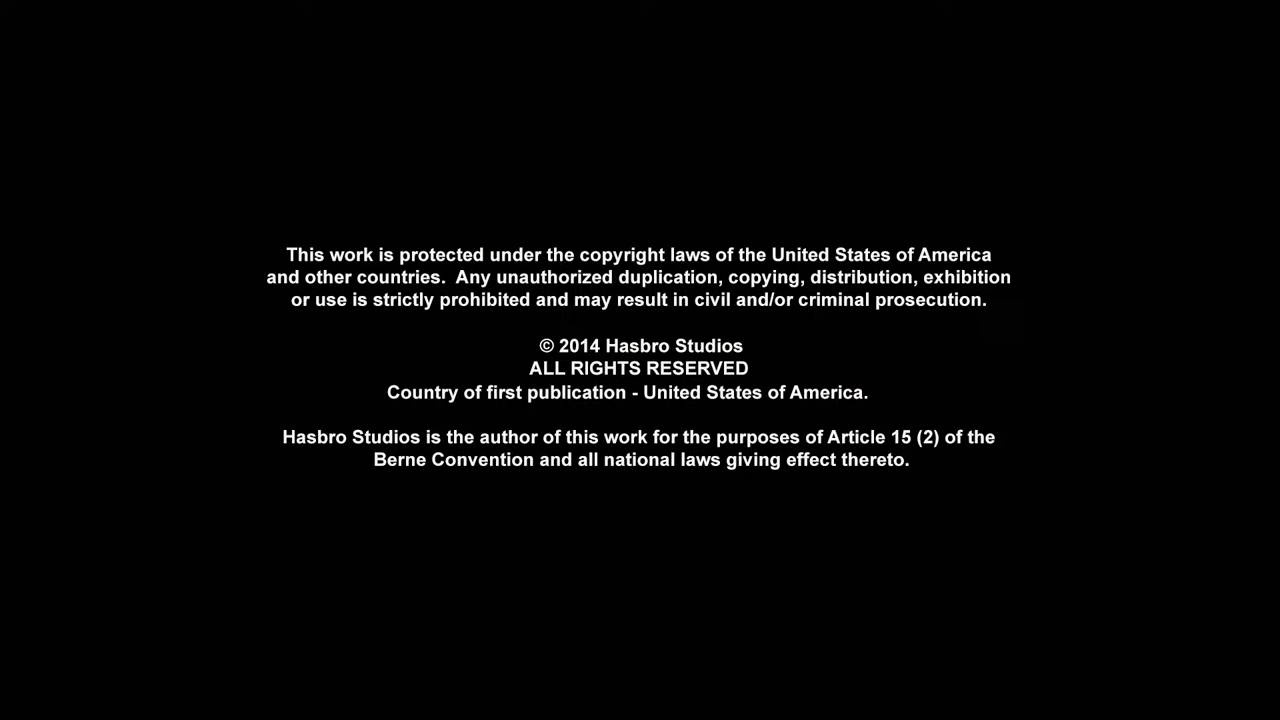 This work is protected under the copyright laws of the United States of America
and other countries.  Any unauthorized duplication, copying, distribution, exhibition
or use is strictly prohibited and may result in civil and/or criminal prosecution.
© 2014 Hasbro Studios
ALL RIGHTS RESERVED
Country of first publication - United States of America.
Hasbro Studios is the author of this work for the purposes of Article 15 (2) of the
Berne Convention and all national laws giving effect thereto.